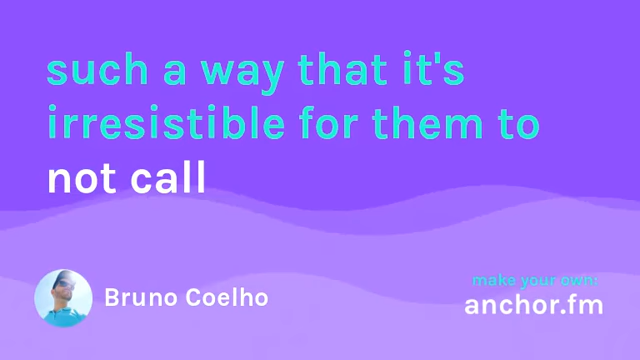 such a way that it's
irresistible for them to
not call
Bruno Coelho
make your own:
anchor.fm